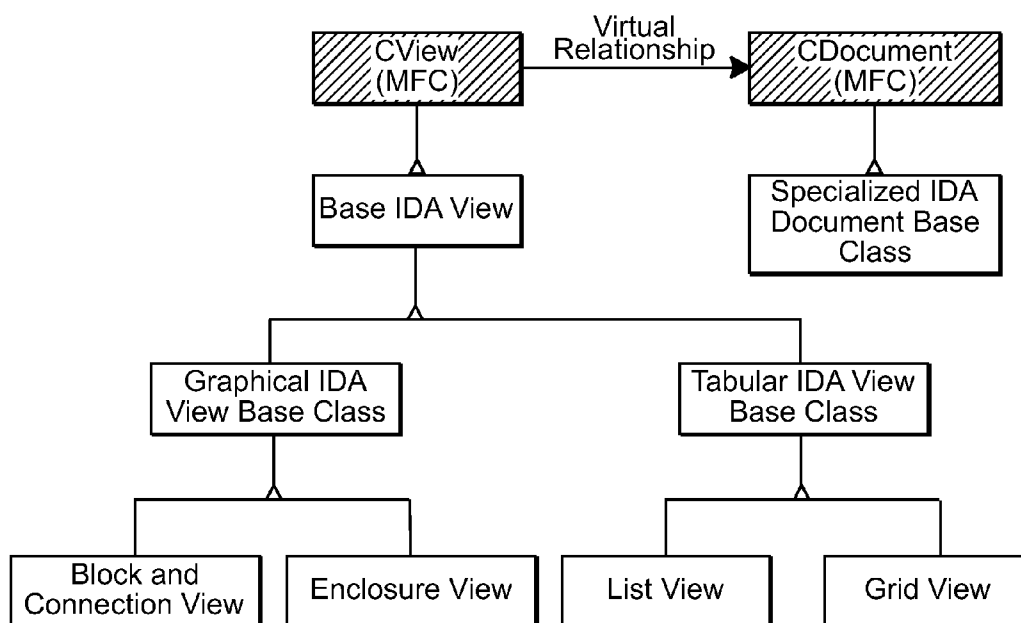 CView
(MFC)
Virtual
Relationship
CDocument
(MFC)
Base IDA View
Specialized IDA
Document Base
Class
Graphical IDA
View Base Class
Tabular IDA View
Base Class
Block and
Connection View
Enclosure View
List View
Grid View